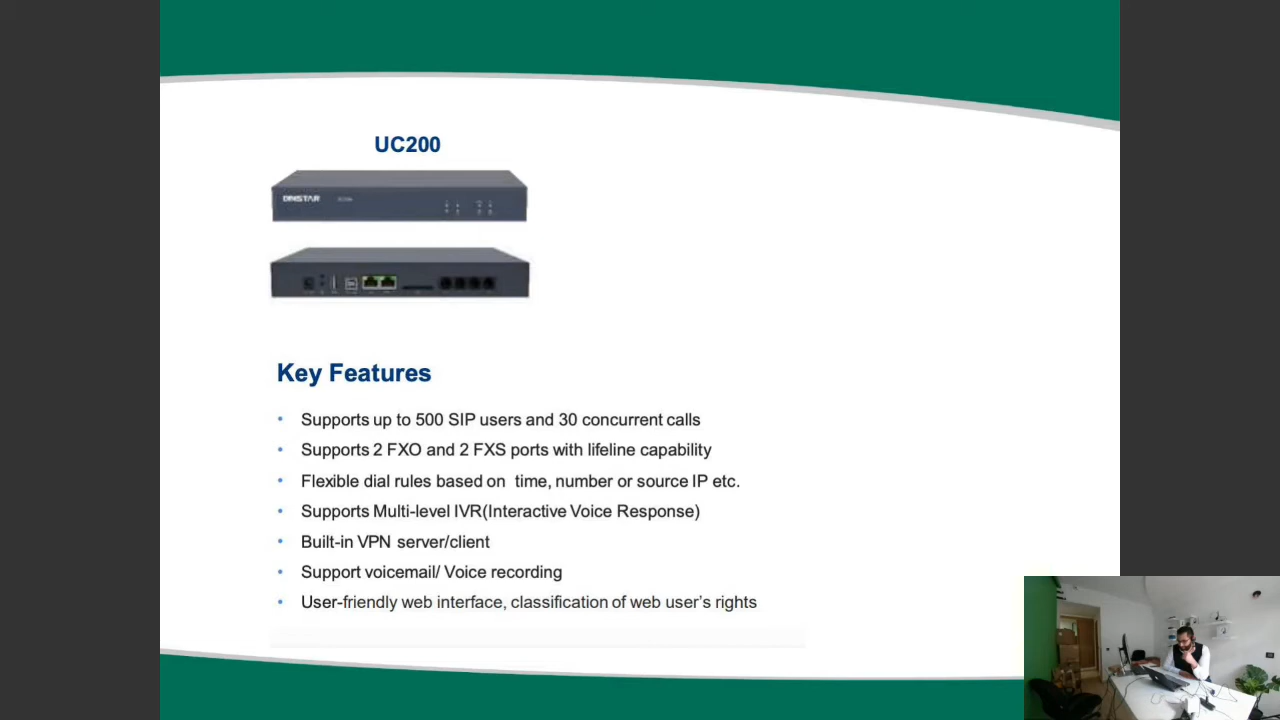 UC200
DINSTAR
Key Features
• Supports up to 500 SIP users and 30 concurrent calls
• Supports 2 FXO and 2 FXS ports with lifeline capability
• Flexible dial rules based on time, number or source IP etc.
• Supports Multi-level IVR(Interactive Voice Response)
• Built-in VPN server/client
• Support voicemail/ Voice recording
• User-friendly web interface, classification of web user’s rights